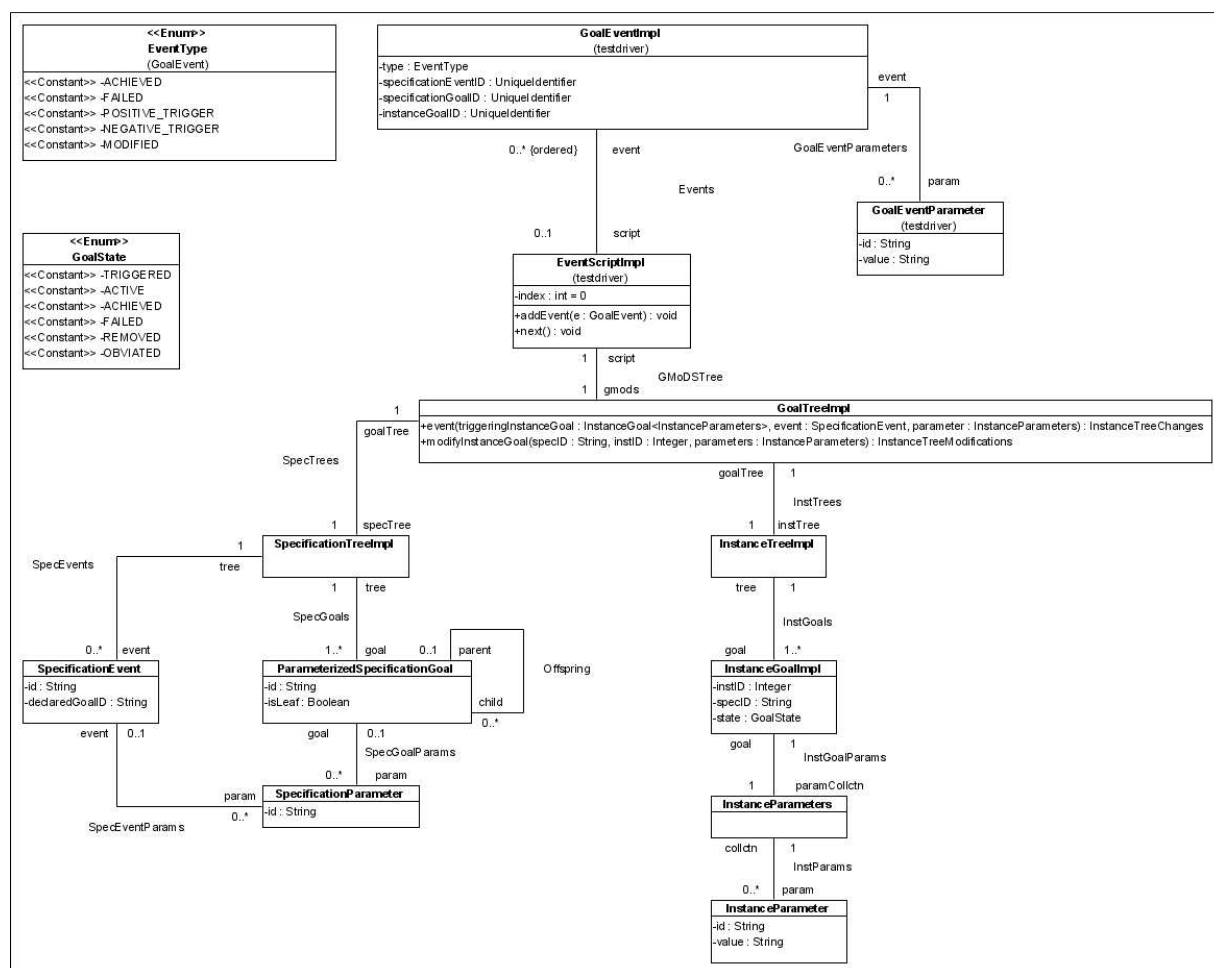 <<Enum>>
EventType
(GoalEvent)
<<Constant>> -ACHIEVED
<<Constant>> -FAILED
<<Constant>> -POSITIVE_TRIGGER
<<Constant>> -NEGATIVE_TRIGGER
<<Constant>> -MODIFIED
GoalEventImpl
(testdriver)
-type : EventType
-specificationEventID : UniqueIdentifier
-specificationGoalID : UniqueIdentifier
-instanceGoalID : UniqueIdentifier
event
1
GoalEventParameters
0..* param
GoalEventParameter
(testdriver)
-id : String
-value : String
0..* {ordered} event
Events
0..1 script
<<Enum>>
GoalState
<<Constant>> -TRIGGERED
<<Constant>> -ACTIVE
<<Constant>> -ACHIEVED
<<Constant>> -FAILED
<<Constant>> -REMOVED
<<Constant>> -OBVIATED
EventScriptImpl
(testdriver)
-index : int = 0
+addEvent(e : GoalEvent) : void
+next() : void
1 script
GMoDSTree
1 gmods
GoalTreeImpl
+event(triggeringInstanceGoal : InstanceGoal<InstanceParameters>, event : SpecificationEvent, parameter : InstanceParameters) : InstanceTreeChanges
+modifyInstanceGoal(specID : String, instID : Integer, parameters : InstanceParameters) : InstanceTreeModifications
1
goalTree
SpecTrees
1 specTree
goalTree 1
InstTrees
1 instTree
SpecificationTreeImpl
InstanceTreeImpl
1
tree
SpecEvents
0..* event
1 tree
SpecGoals
1..* goal
tree 1
InstGoals
goal 1..*
SpecificationEvent
-id : String
-declaredGoalID : String
ParameterizedSpecificationGoal
-id : String
-isLeaf : Boolean
0..1 parent
Offspring
child
0..*
InstanceGoalImpl
-instID : Integer
-specID : String
-state : GoalState
event 0..1
goal 0..1
SpecGoalParams
0..* param
goal 1
InstGoalParams
1 paramCollctn
SpecificationParameter
-id : String
param
0..*
SpecEventParams
InstanceParameters
collctn 1
InstParams
0..* param
InstanceParameter
-id : String
-value : String